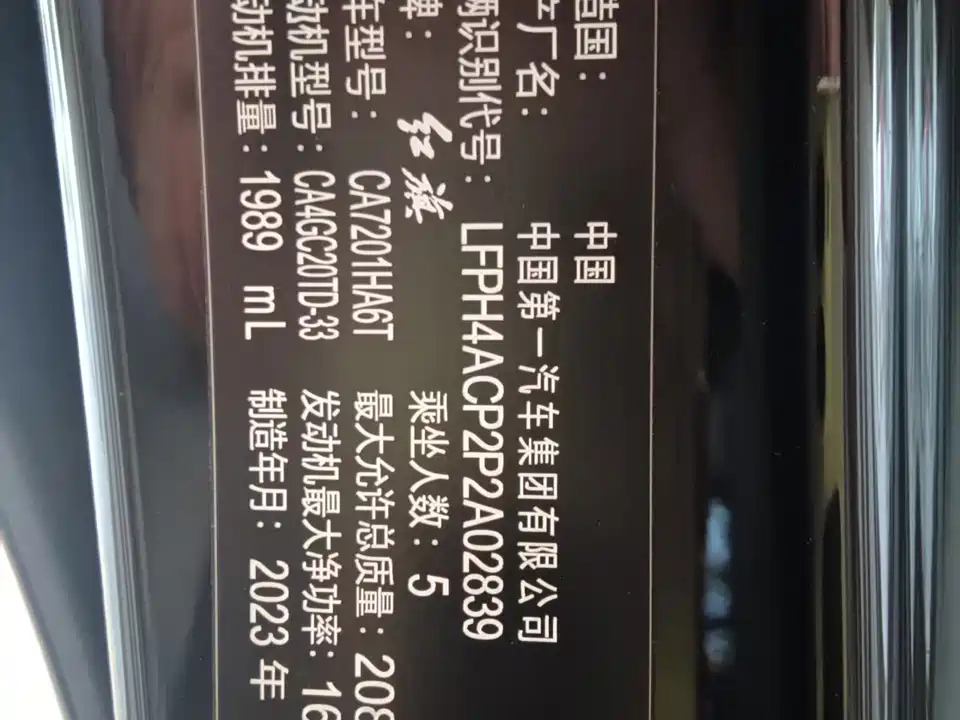 造国： 中国
产厂名： 中国第一汽车集团有限公司
辆识别代号： LFPH4ACP2P2A02839
牌： 红旗 乘坐人数： 5
车型号： CA7201HA6T 最大允许总质量： 208
动机型号： CA4GC20TD-33 发动机最大净功率： 16
动机排量： 1989 mL 制造年月： 2023 年